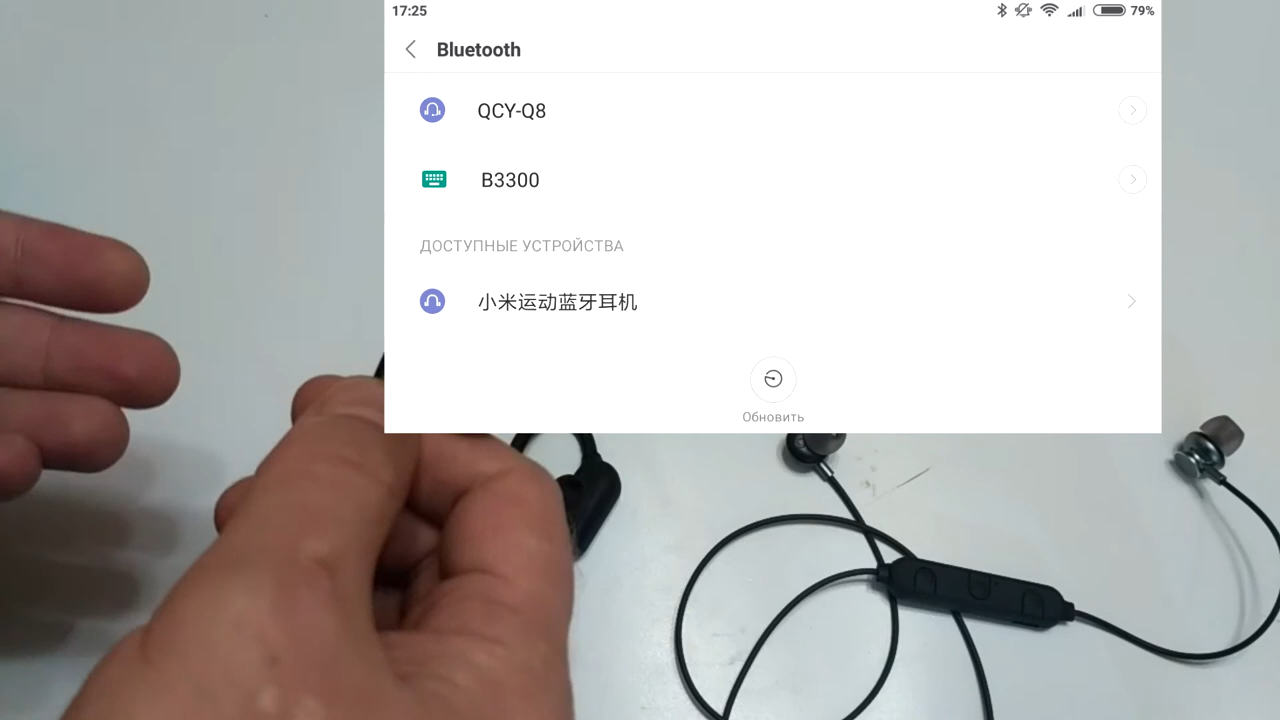 17:25
79%
Bluetooth
QCY-Q8
B3300
ДОСТУПНЫЕ УСТРОЙСТВА
小米运动蓝牙耳机
Обновить